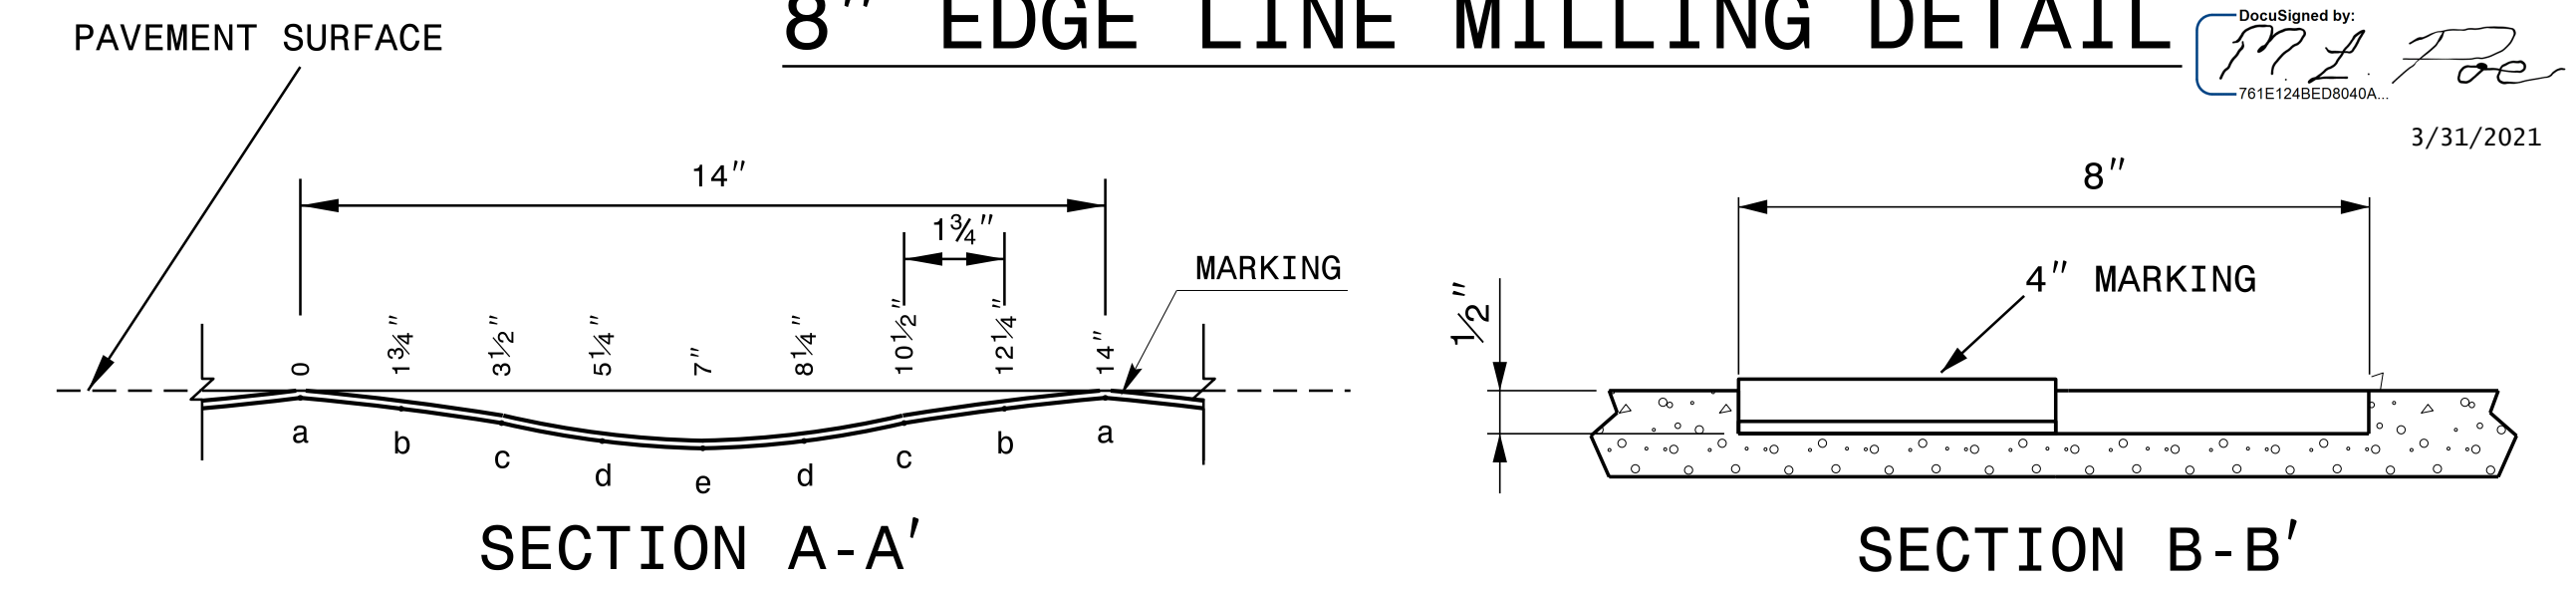 8" EDGE LINE MILLING DETAIL
DocuSigned by:
M. L. Poe
761E124BED8040A...
3/31/2021
PAVEMENT SURFACE
14"
1¾"
MARKING
0 1¾" 3½" 5¼" 7" 8¼" 10½" 12¼" 14"
a b c d e d c b a
SECTION A-A'
8"
4" MARKING
1/2"
SECTION B-B'